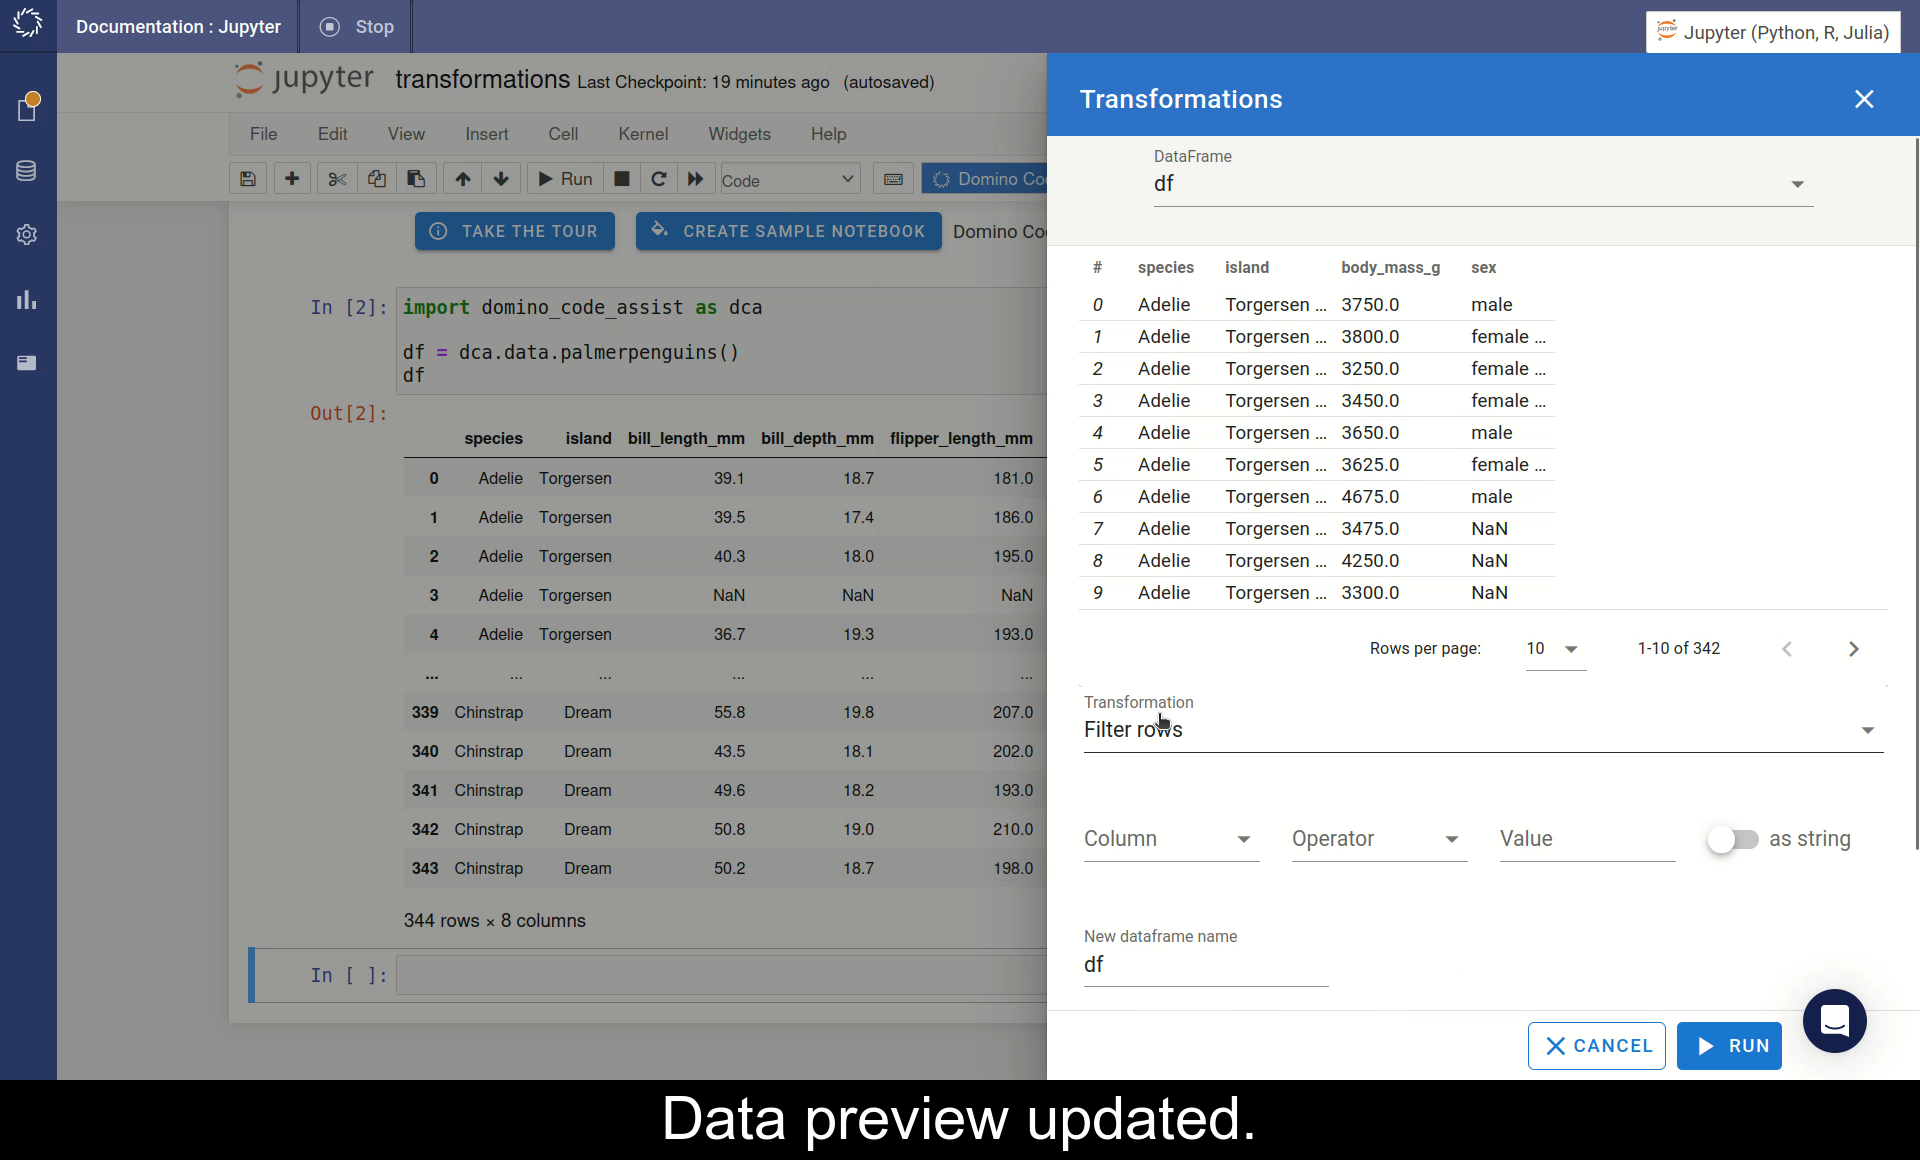 Documentation : Jupyter
Stop
Jupyter (Python, R, Julia)
jupyter transformations Last Checkpoint: 19 minutes ago (autosaved)
File Edit View Insert Cell Kernel Widgets Help
Run Code Domino Co
TAKE THE TOUR CREATE SAMPLE NOTEBOOK Domino Co
In [2]: import domino_code_assist as dca
df = dca.data.palmerpenguins()
df
Out[2]:
species island bill_length_mm bill_depth_mm flipper_length_mm
0 Adelie Torgersen 39.1 18.7 181.0
1 Adelie Torgersen 39.5 17.4 186.0
2 Adelie Torgersen 40.3 18.0 195.0
3 Adelie Torgersen NaN NaN NaN
4 Adelie Torgersen 36.7 19.3 193.0
... ... ... ... ... ...
339 Chinstrap Dream 55.8 19.8 207.0
340 Chinstrap Dream 43.5 18.1 202.0
341 Chinstrap Dream 49.6 18.2 193.0
342 Chinstrap Dream 50.8 19.0 210.0
343 Chinstrap Dream 50.2 18.7 198.0
344 rows × 8 columns
In [ ]:
Transformations
DataFrame
df
# species island body_mass_g sex
0 Adelie Torgersen ... 3750.0 male
1 Adelie Torgersen ... 3800.0 female ...
2 Adelie Torgersen ... 3250.0 female ...
3 Adelie Torgersen ... 3450.0 female ...
4 Adelie Torgersen ... 3650.0 male
5 Adelie Torgersen ... 3625.0 female ...
6 Adelie Torgersen ... 4675.0 male
7 Adelie Torgersen ... 3475.0 NaN
8 Adelie Torgersen ... 4250.0 NaN
9 Adelie Torgersen ... 3300.0 NaN
Rows per page: 10 1-10 of 342
Transformation
Filter rows
Column Operator Value as string
New dataframe name
df
CANCEL RUN
Data preview updated.